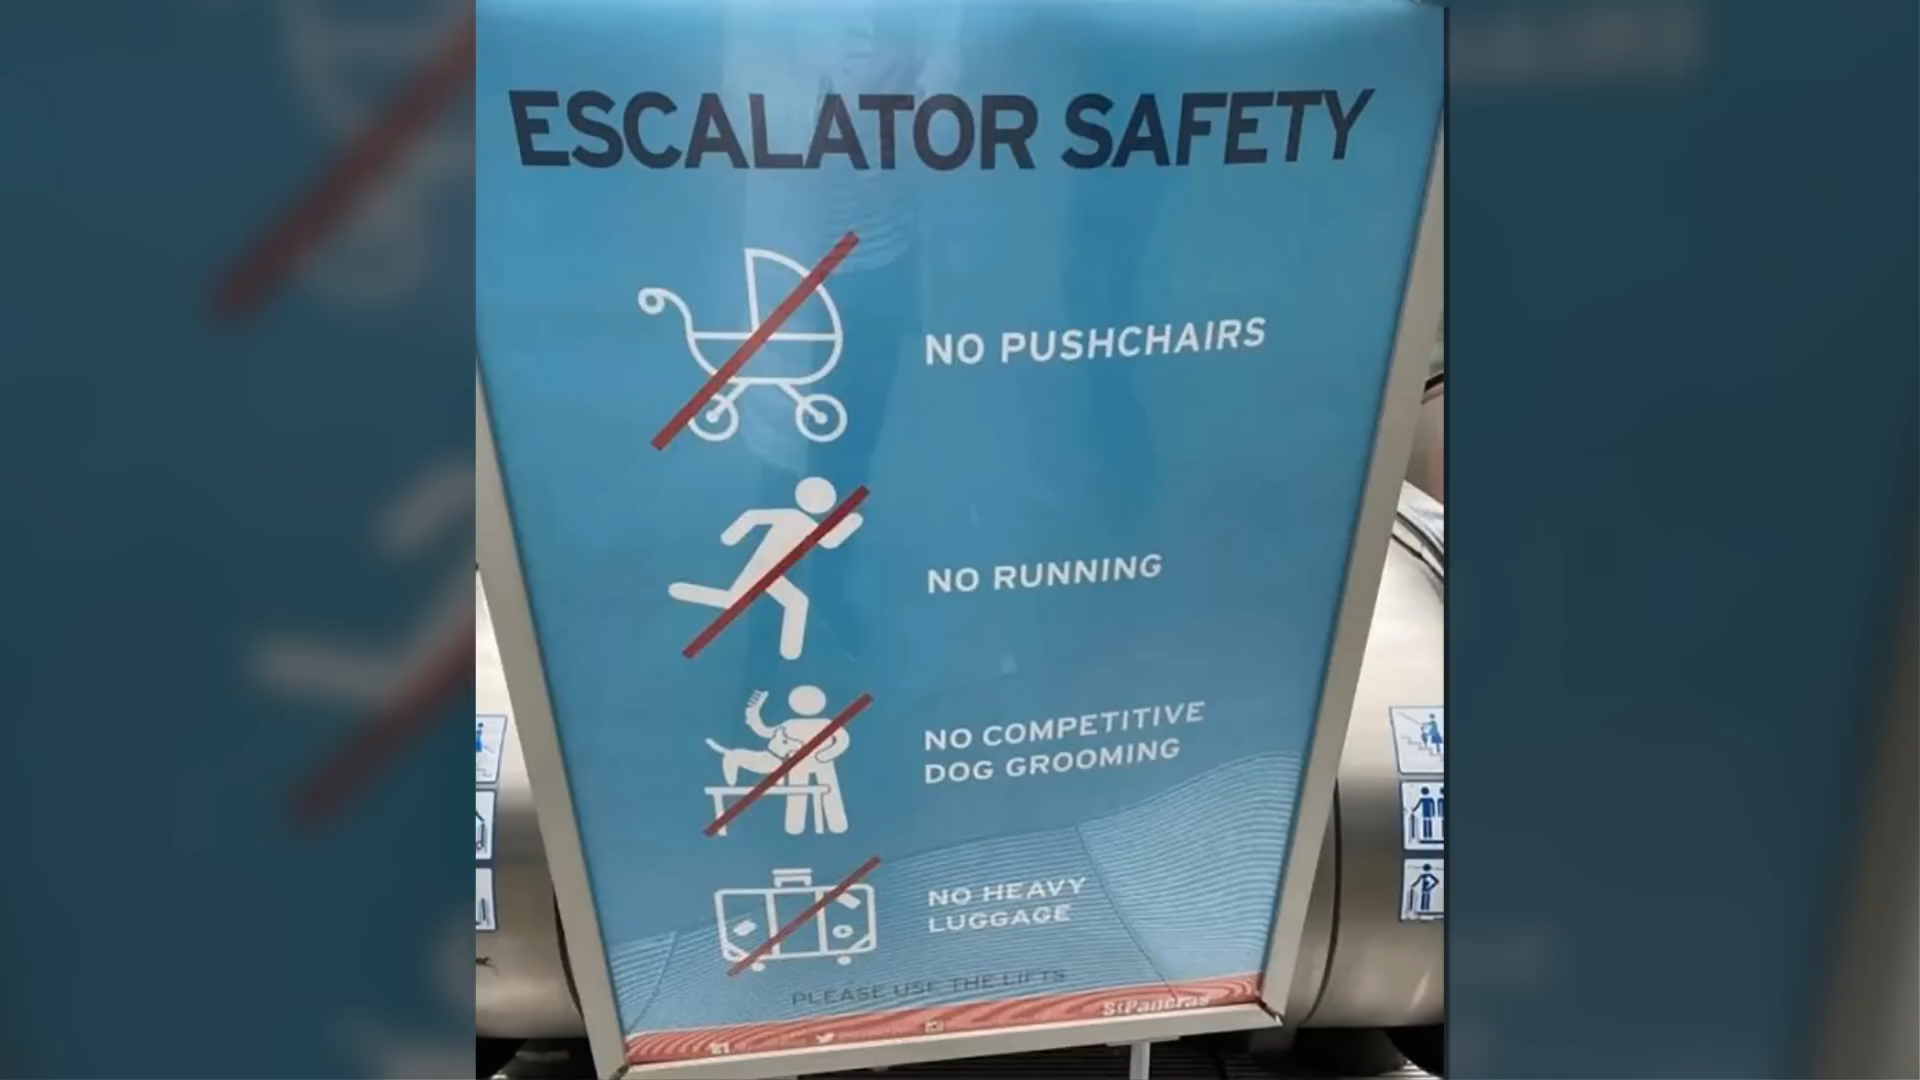 ESCALATOR SAFETY
NO PUSHCHAIRS
NO RUNNING
NO COMPETITIVE
DOG GROOMING
NO HEAVY
LUGGAGE
PLEASE USE THE LIFTS
StPancras